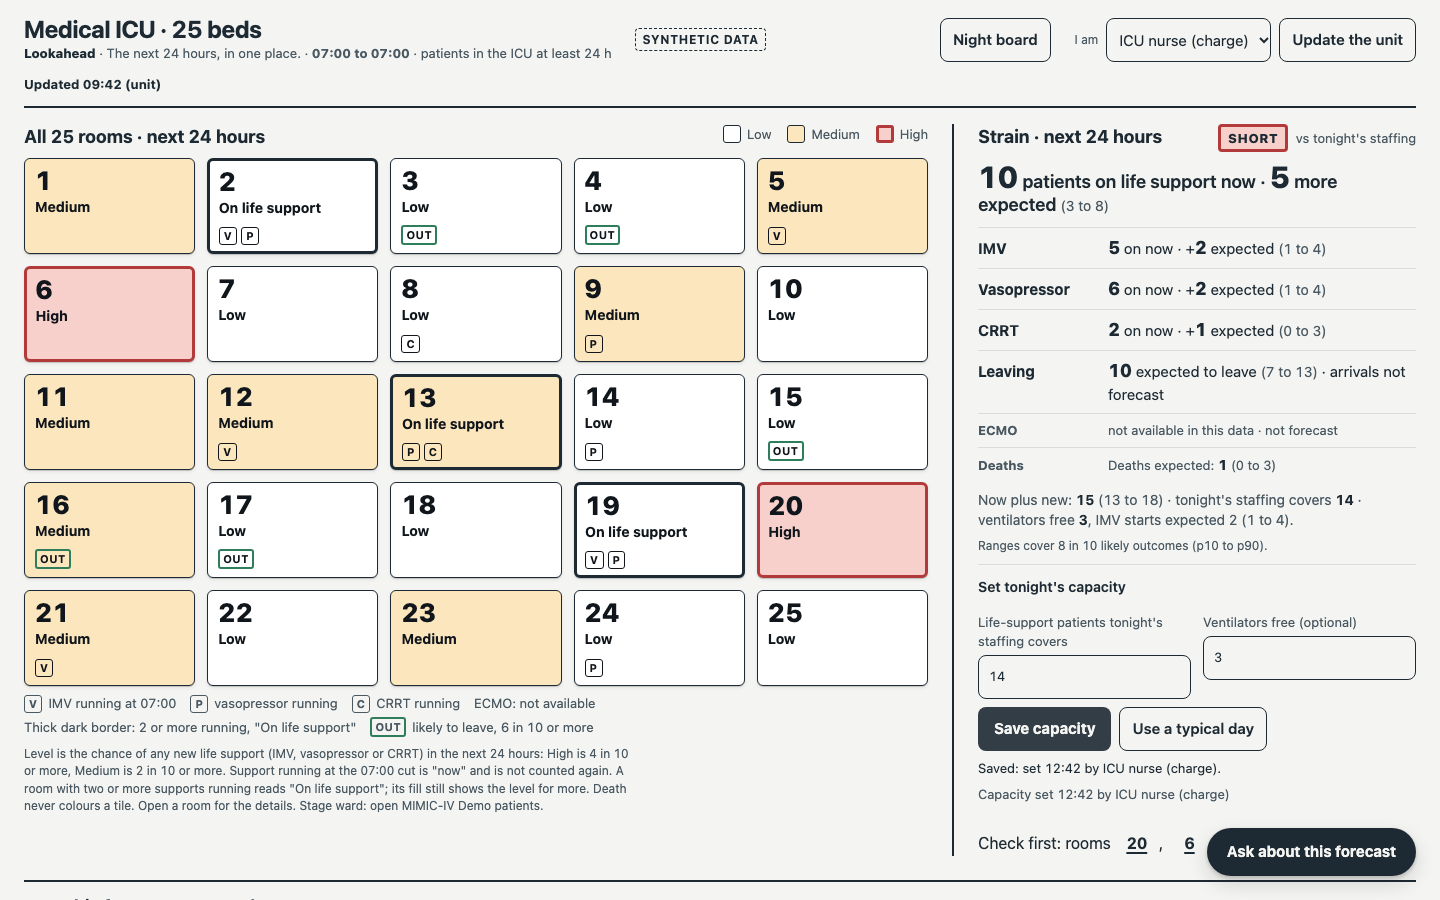 Medical ICU · 25 beds
Lookahead · The next 24 hours, in one place. · 07:00 to 07:00 · patients in the ICU at least 24 h
SYNTHETIC DATA
Night board
I am
ICU nurse (charge)
Update the unit
Updated 09:42 (unit)
All 25 rooms · next 24 hours
Low
Medium
High
1
Medium
2
On life support
V P
3
Low
OUT
4
Low
OUT
5
Medium
V
6
High
7
Low
8
Low
C
9
Medium
P
10
Low
11
Medium
12
Medium
V
13
On life support
P C
14
Low
P
15
Low
OUT
16
Medium
OUT
17
Low
OUT
18
Low
19
On life support
V P
20
High
21
Medium
V
22
Low
23
Medium
24
Low
P
25
Low
V IMV running at 07:00 P vasopressor running C CRRT running ECMO: not available
Thick dark border: 2 or more running, "On life support" OUT likely to leave, 6 in 10 or more
Level is the chance of any new life support (IMV, vasopressor or CRRT) in the next 24 hours: High is 4 in 10
or more, Medium is 2 in 10 or more. Support running at the 07:00 cut is "now" and is not counted again. A
room with two or more supports running reads "On life support"; its fill still shows the level for more. Death
never colours a tile. Open a room for the details. Stage ward: open MIMIC-IV Demo patients.
Strain · next 24 hours
SHORT
vs tonight's staffing
10 patients on life support now · 5 more
expected (3 to 8)
IMV
5 on now · +2 expected (1 to 4)
Vasopressor
6 on now · +2 expected (1 to 4)
CRRT
2 on now · +1 expected (0 to 3)
Leaving
10 expected to leave (7 to 13) · arrivals not
forecast
ECMO
not available in this data · not forecast
Deaths
Deaths expected: 1 (0 to 3)
Now plus new: 15 (13 to 18) · tonight's staffing covers 14 ·
ventilators free 3, IMV starts expected 2 (1 to 4).
Ranges cover 8 in 10 likely outcomes (p10 to p90).
Set tonight's capacity
Life-support patients tonight's
staffing covers
14
Ventilators free (optional)
3
Save capacity
Use a typical day
Saved: set 12:42 by ICU nurse (charge).
Capacity set 12:42 by ICU nurse (charge)
Check first: rooms 20 , 6
Ask about this forecast